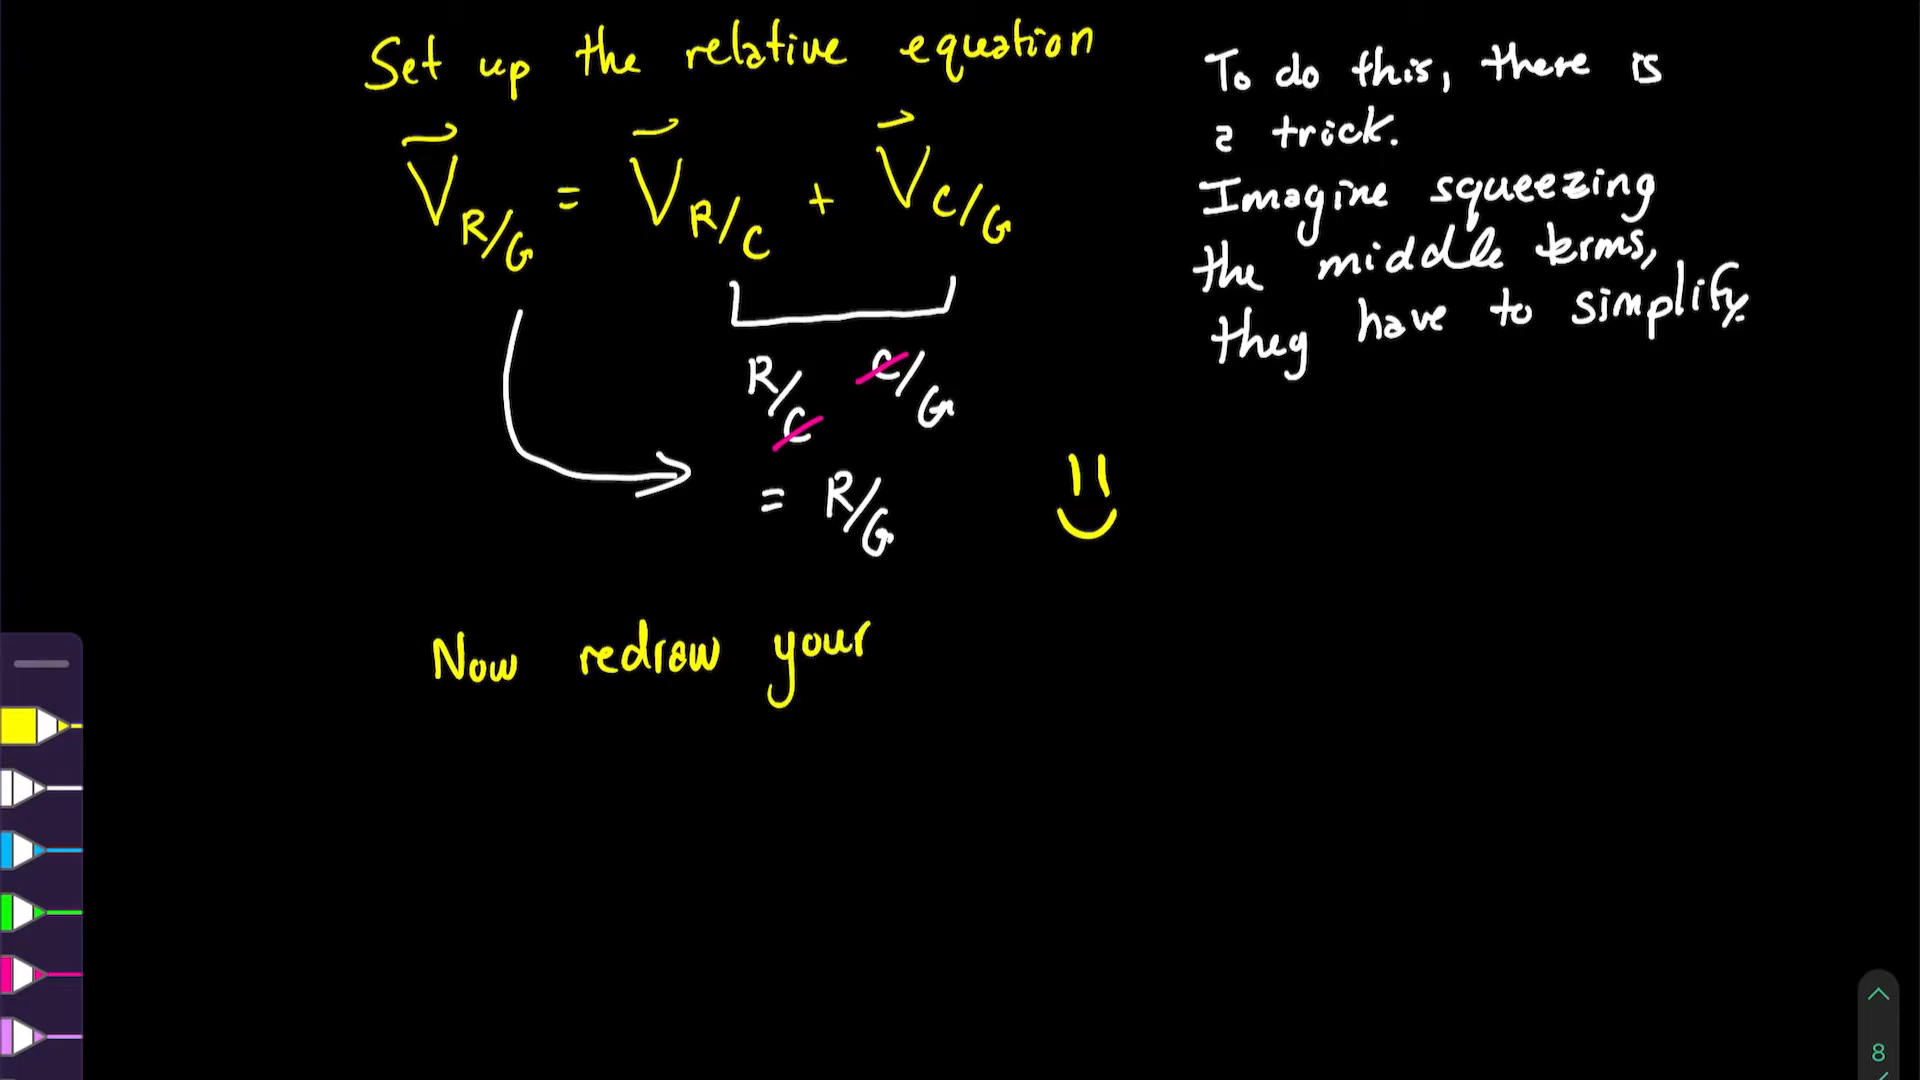 Set up the relative equation
V⃗R/G = V⃗R/C + V⃗C/G
R/C C/G
= R/G
To do this, there is
a trick.
Imagine squeezing
the middle terms,
they have to simplify.
Now redraw your
8